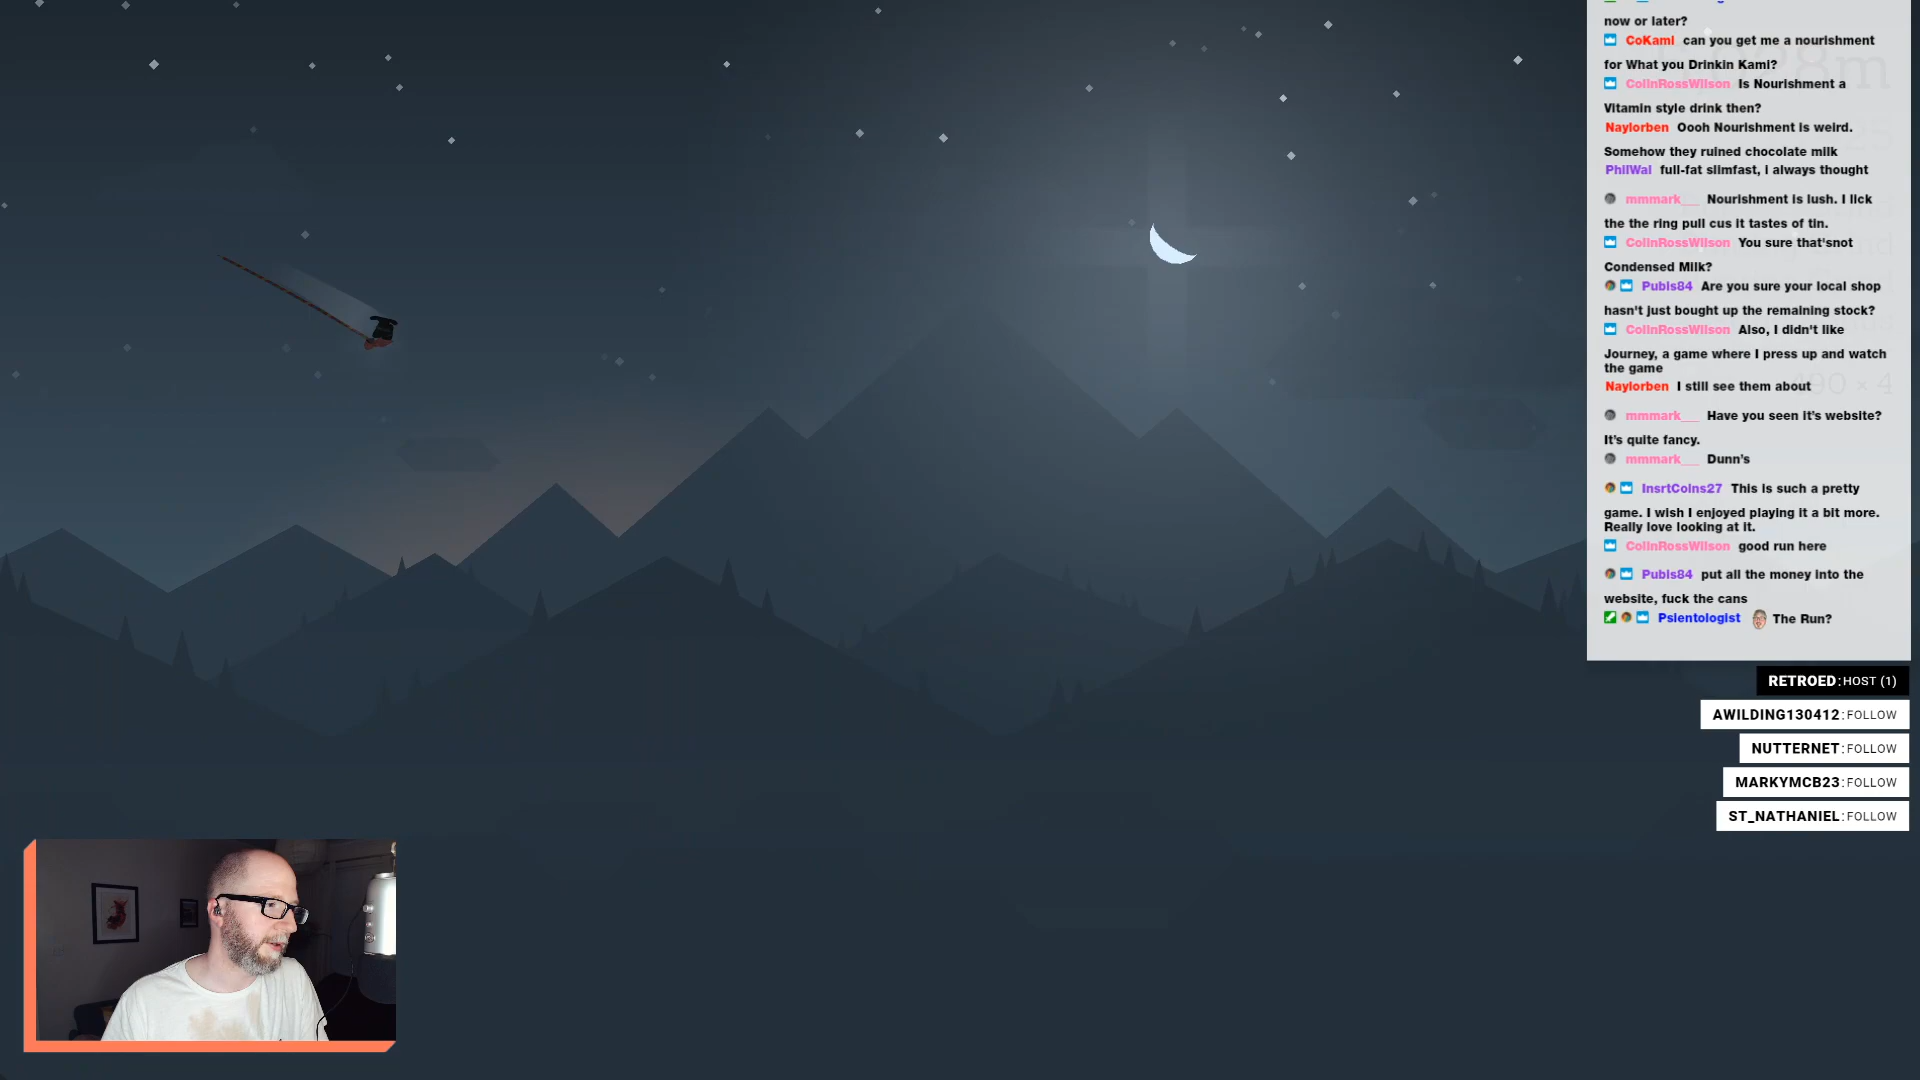 now or later?
CoKaml can you get me a nourishment
for What you Drinkin Kami?
ColinRossWilson Is Nourishment a
Vitamin style drink then?
Naylorben Oooh Nourishment is weird.
Somehow they ruined chocolate milk
PhilWal full-fat slimfast, i always thought
mmmark__ Nourishment is lush. I lick
the the ring pull cus it tastes of tin.
ColinRossWilson You sure that'snot
Condensed Milk?
Pubis84 Are you sure your local shop
hasn't just bought up the remaining stock?
ColinRossWilson Also, I didn't like
Journey, a game where I press up and watch
the game
Naylorben I still see them about
mmmark__ Have you seen it's website?
It's quite fancy.
mmmark__ Dunn's
InsrtCoins27 This is such a pretty
game. I wish I enjoyed playing it a bit more.
Really love looking at it.
ColinRossWilson good run here
Pubis84 put all the money into the
website, fuck the cans
Psientologist The Run?
RETROED:HOST (1)
AWILDING130412:FOLLOW
NUTTERNET:FOLLOW
MARKYMCB23:FOLLOW
ST_NATHANIEL:FOLLOW